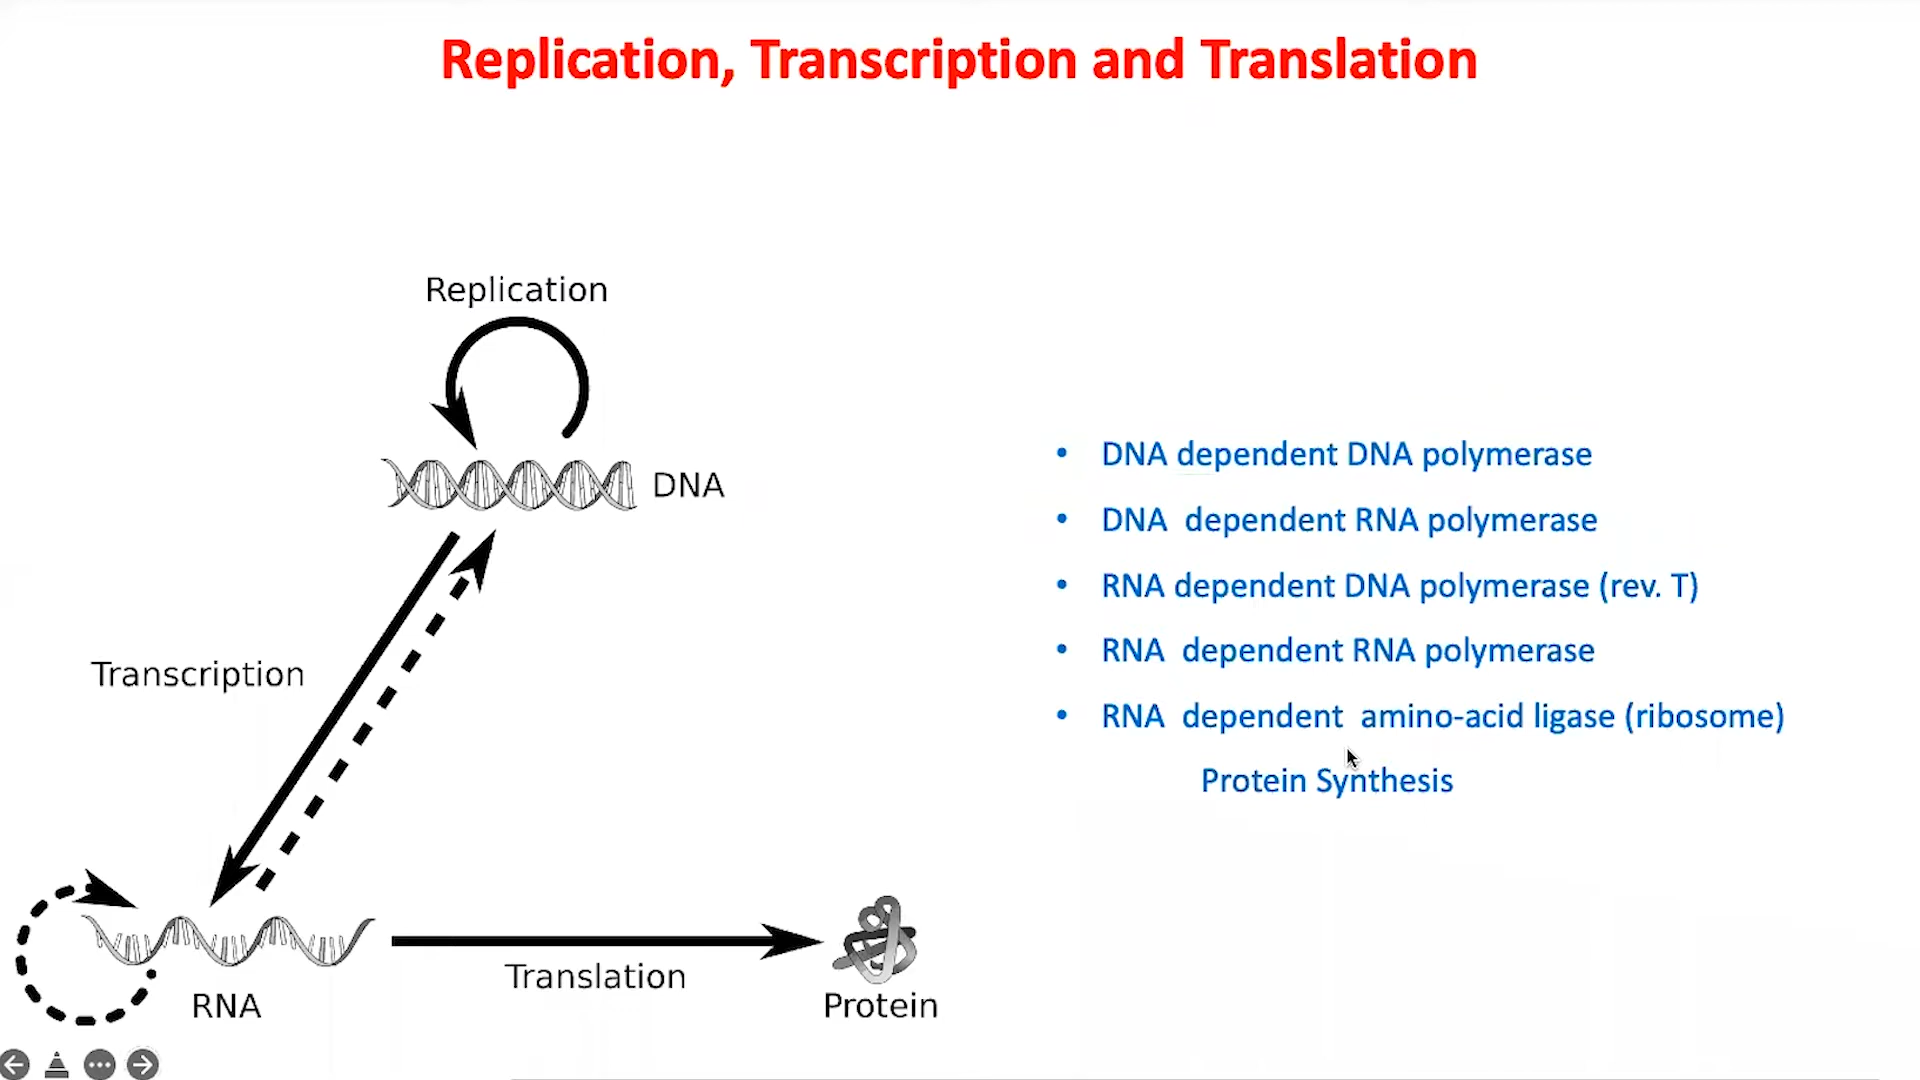 Replication, Transcription and Translation
Replication
DNA
Transcription
RNA
Translation
Protein
• DNA dependent DNA polymerase
• DNA dependent RNA polymerase
• RNA dependent DNA polymerase (rev. T)
• RNA dependent RNA polymerase
• RNA dependent amino-acid ligase (ribosome)
Protein Synthesis